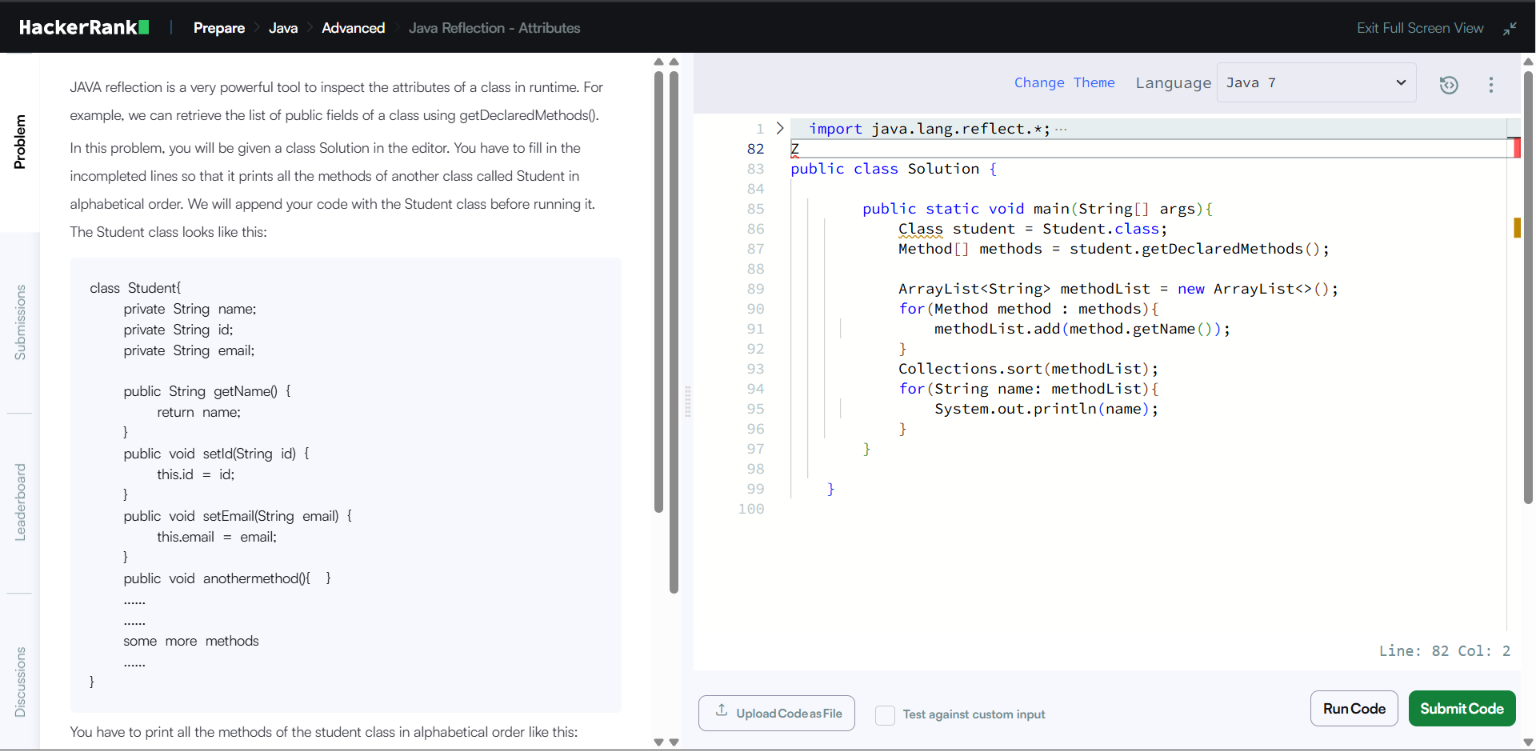 HackerRank | Prepare > Java > Advanced > Java Reflection - Attributes
Exit Full Screen View
Problem
Submissions
Leaderboard
Discussions
JAVA reflection is a very powerful tool to inspect the attributes of a class in runtime. For
example, we can retrieve the list of public fields of a class using getDeclaredMethods().
In this problem, you will be given a class Solution in the editor. You have to fill in the
incompleted lines so that it prints all the methods of another class called Student in
alphabetical order. We will append your code with the Student class before running it.
The Student class looks like this:
class Student{
private String name;
private String id;
private String email;
public String getName() {
return name;
}
public void setId(String id) {
this.id = id;
}
public void setEmail(String email) {
this.email = email;
}
public void anothermethod(){ }
......
......
some more methods
......
}
You have to print all the methods of the student class in alphabetical order like this:
Change Theme Language Java 7
1 > import java.lang.reflect.*; ...
82 Z
83 public class Solution {
84
85 public static void main(String[] args){
86 Class student = Student.class;
87 Method[] methods = student.getDeclaredMethods();
88
89 ArrayList<String> methodList = new ArrayList<>();
90 for(Method method : methods){
91 methodList.add(method.getName());
92 }
93 Collections.sort(methodList);
94 for(String name: methodList){
95 System.out.println(name);
96 }
97 }
98
99 }
100
Line: 82 Col: 2
Upload Code as File
Test against custom input
Run Code
Submit Code